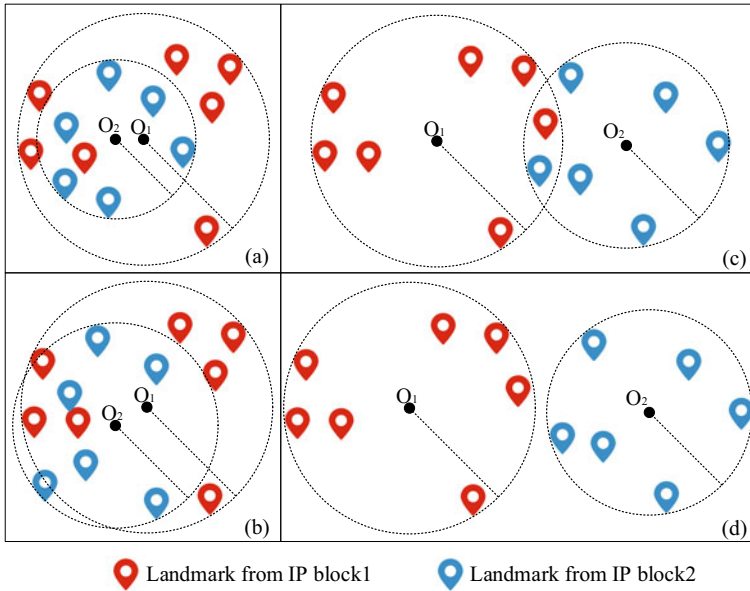 O₂ O₁
(a)
O₁ O₂
(c)
O₂ O₁
(b)
O₁ O₂
(d)
Landmark from IP block1
Landmark from IP block2